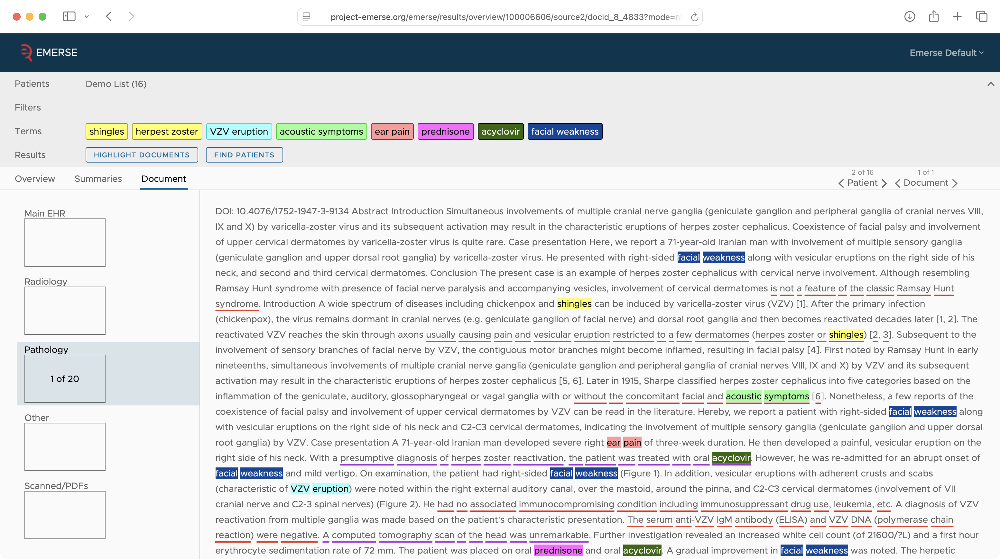 project-emerse.org/emerse/results/overview/100006606/source2/docid_8_4833?mode=n
EMERSE
Emerse Default
Patients
Demo List (16)
Filters
Terms
shingles herpest zoster VZV eruption acoustic symptoms ear pain prednisone acyclovir facial weakness
Results
HIGHLIGHT DOCUMENTS FIND PATIENTS
Overview Summaries Document
2 of 16
Patient
1 of 1
Document
Main EHR
Radiology
Pathology
1 of 20
Other
Scanned/PDFs
DOI: 10.4076/1752-1947-3-9134 Abstract Introduction Simultaneous involvements of multiple cranial nerve ganglia (geniculate ganglion and peripheral ganglia of cranial nerves VIII,
IX and X) by varicella-zoster virus and its subsequent activation may result in the characteristic eruptions of herpes zoster cephalicus. Coexistence of facial palsy and involvement
of upper cervical dermatomes by varicella-zoster virus is quite rare. Case presentation Here, we report a 71-year-old Iranian man with involvement of multiple sensory ganglia
(geniculate ganglion and upper dorsal root ganglia) by varicella-zoster virus. He presented with right-sided facial weakness along with vesicular eruptions on the right side of his
neck, and second and third cervical dermatomes. Conclusion The present case is an example of herpes zoster cephalicus with cervical nerve involvement. Although resembling
Ramsay Hunt syndrome with presence of facial nerve paralysis and accompanying vesicles, involvement of cervical dermatomes is not a feature of the classic Ramsay Hunt
syndrome. Introduction A wide spectrum of diseases including chickenpox and shingles can be induced by varicella-zoster virus (VZV) [1]. After the primary infection
(chickenpox), the virus remains dormant in cranial nerves (e.g. geniculate ganglion of facial nerve) and dorsal root ganglia and then becomes reactivated decades later [1, 2]. The
reactivated VZV reaches the skin through axons usually causing pain and vesicular eruption restricted to a few dermatomes (herpes zoster or shingles) [2, 3]. Subsequent to the
involvement of sensory branches of facial nerve by VZV, the contiguous motor branches might become inflamed, resulting in facial palsy [4]. First noted by Ramsay Hunt in early
nineteenths, simultaneous involvements of multiple cranial nerve ganglia (geniculate ganglion and peripheral ganglia of cranial nerves VIII, IX and X) by VZV and its subsequent
activation may result in the characteristic eruptions of herpes zoster cephalicus [5, 6]. Later in 1915, Sharpe classified herpes zoster cephalicus into five categories based on the
inflammation of the geniculate, auditory, glossopharyngeal or vagal ganglia with or without the concomitant facial and acoustic symptoms [6]. Nonetheless, a few reports of the
coexistence of facial palsy and involvement of upper cervical dermatomes by VZV can be read in the literature. Hereby, we report a patient with right-sided facial weakness along
with vesicular eruptions on the right side of his neck and C2-C3 cervical dermatomes, indicating the involvement of multiple sensory ganglia (geniculate ganglion and upper dorsal
root ganglia) by VZV. Case presentation A 71-year-old Iranian man developed severe right ear pain of three-week duration. He then developed a painful, vesicular eruption on the
right side of his neck. With a presumptive diagnosis of herpes zoster reactivation, the patient was treated with oral acyclovir. However, he was re-admitted for an abrupt onset of
facial weakness and mild vertigo. On examination, the patient had right-sided facial weakness (Figure 1). In addition, vesicular eruptions with adherent crusts and scabs
(characteristic of VZV eruption) were noted within the right external auditory canal, over the mastoid, around the pinna, and C2-C3 cervical dermatomes (involvement of VII
cranial nerve and C2-3 spinal nerves) (Figure 2). He had no associated immunocompromising condition including immunosuppressant drug use, leukemia, etc. A diagnosis of VZV
reactivation from multiple ganglia was made based on the patient's characteristic presentation. The serum anti-VZV IgM antibody (ELISA) and VZV DNA (polymerase chain
reaction) were negative. A computed tomography scan of the head was unremarkable. Further investigation revealed an increased white cell count (of 21600/?L) and a first hour
erythrocyte sedimentation rate of 72 mm. The patient was placed on oral prednisone and oral acyclovir. A gradual improvement in facial weakness was noted. The herpetic